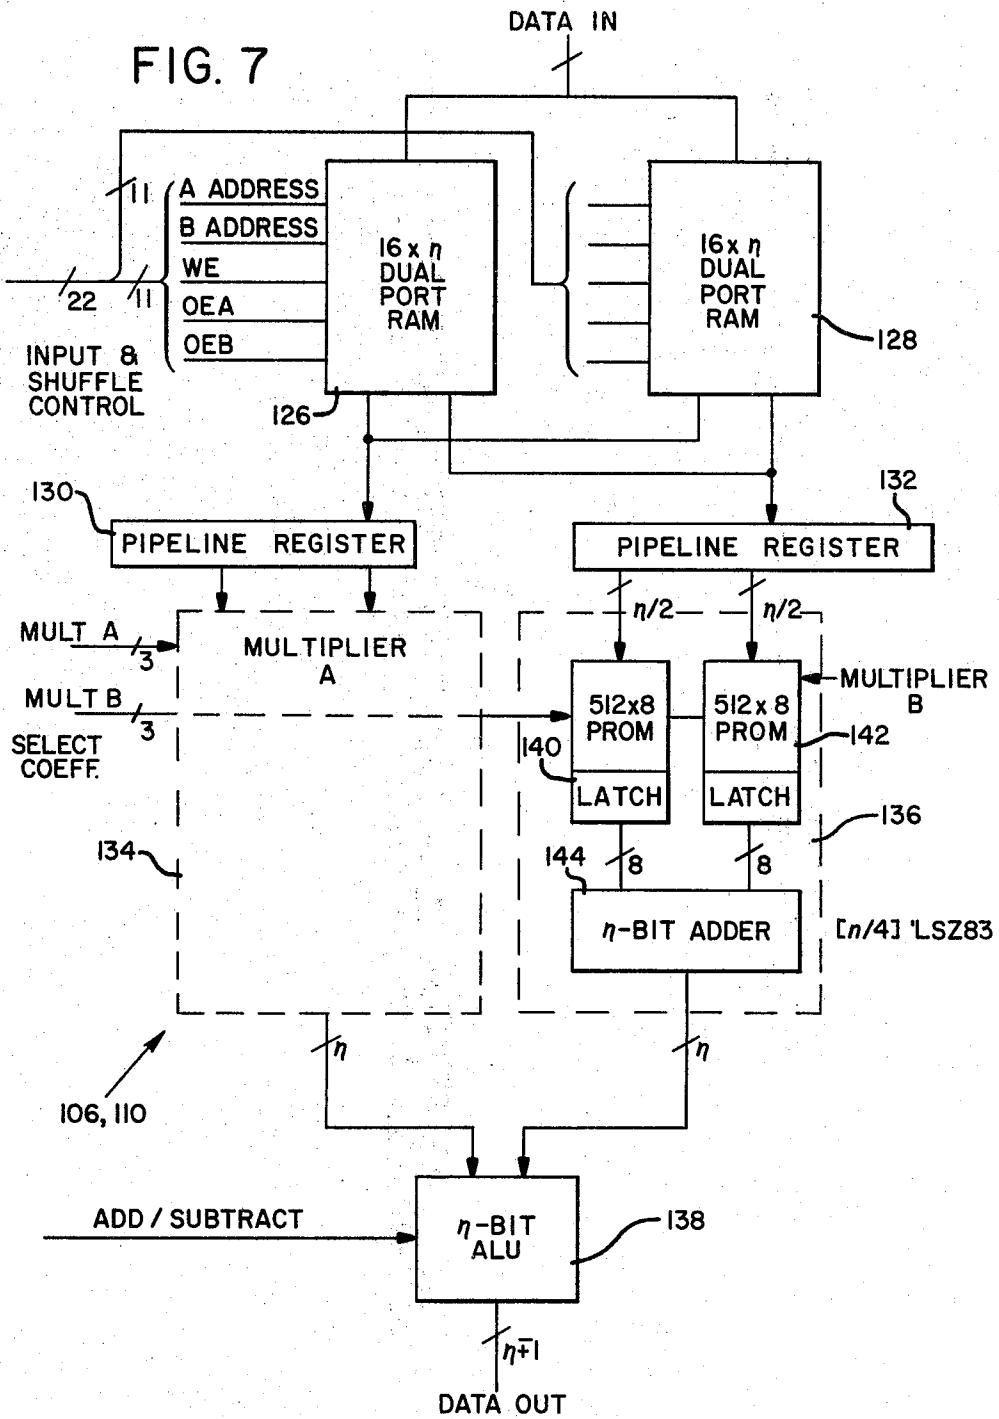 DATA IN
FIG. 7
11
A ADDRESS
B ADDRESS
WE
OEA
OEB
22
11
INPUT &
SHUFFLE
CONTROL
16 x η
DUAL
PORT
RAM
16 x η
DUAL
PORT
RAM
126
128
130
132
PIPELINE REGISTER
PIPELINE REGISTER
η/2
η/2
MULT A
3
MULTIPLIER
A
MULT B
3
SELECT
COEFF.
512x8
PROM
512x8
PROM
MULTIPLIER
B
140
142
LATCH
LATCH
134
136
144
8
8
η-BIT ADDER
[n/4] 'LSZ83
η
η
106, 110
ADD / SUBTRACT
η-BIT
ALU
138
η+̄1
DATA OUT